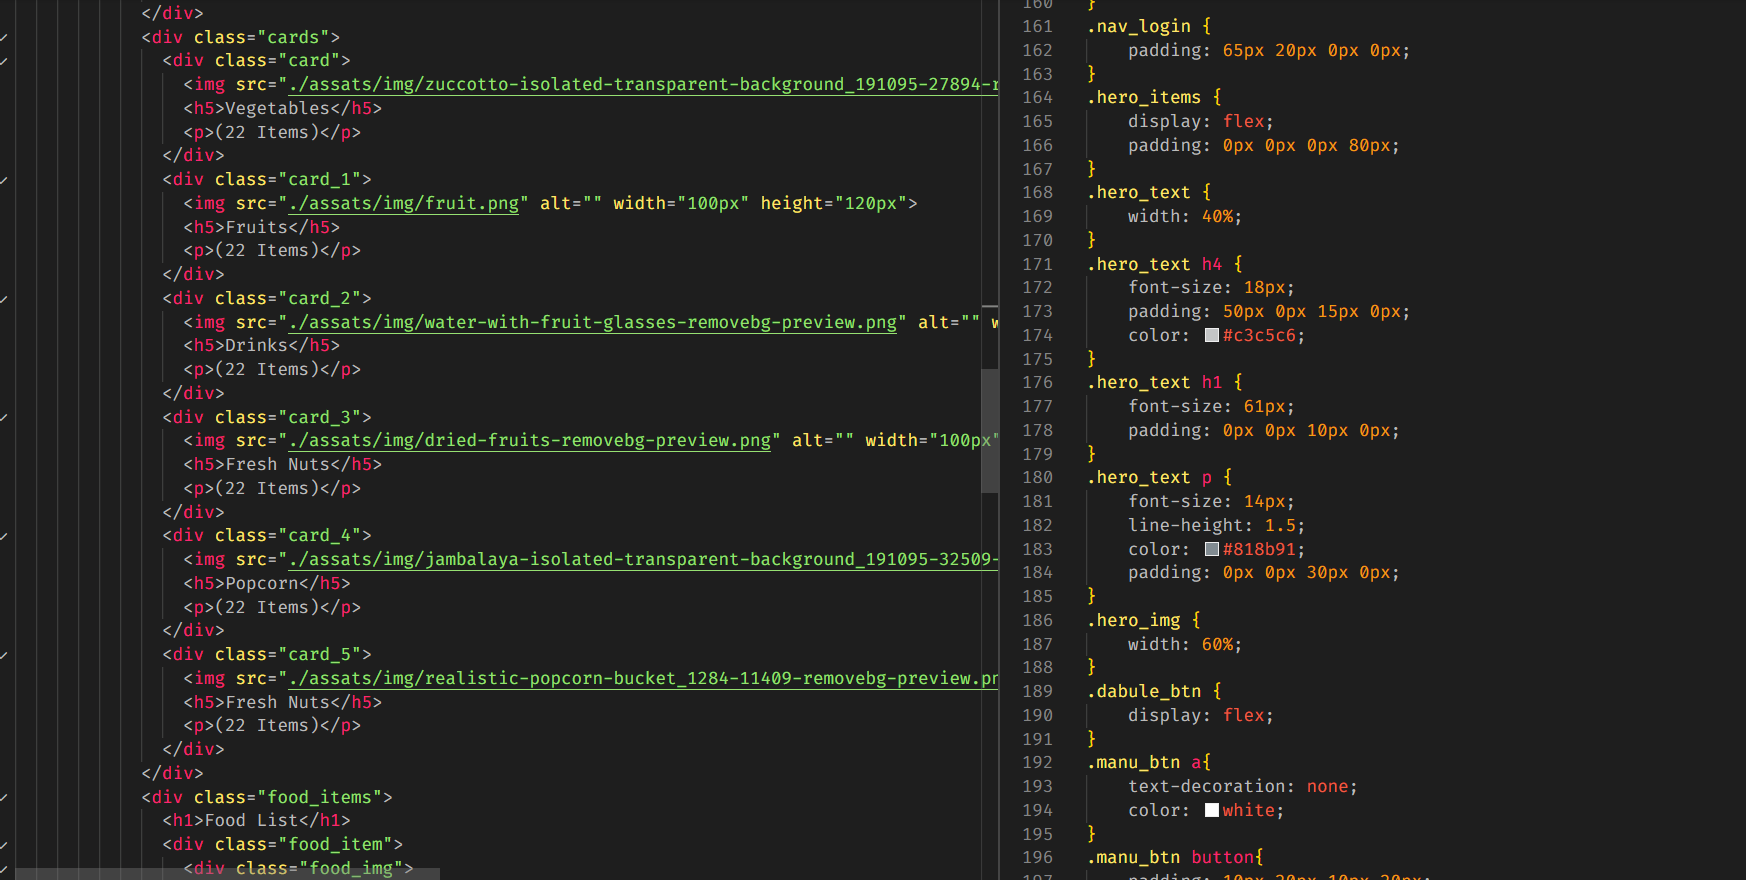 </div>
<div class="cards">
<div class="card">
<img src="./assats/img/zuccotto-isolated-transparent-background_191095-27894-r
<h5>Vegetables</h5>
<p>(22 Items)</p>
</div>
<div class="card_1">
<img src="./assats/img/fruit.png" alt="" width="100px" height="120px">
<h5>Fruits</h5>
<p>(22 Items)</p>
</div>
<div class="card_2">
<img src="./assats/img/water-with-fruit-glasses-removebg-preview.png" alt="" w
<h5>Drinks</h5>
<p>(22 Items)</p>
</div>
<div class="card_3">
<img src="./assats/img/dried-fruits-removebg-preview.png" alt="" width="100px"
<h5>Fresh Nuts</h5>
<p>(22 Items)</p>
</div>
<div class="card_4">
<img src="./assats/img/jambalaya-isolated-transparent-background_191095-32509-
<h5>Popcorn</h5>
<p>(22 Items)</p>
</div>
<div class="card_5">
<img src="./assats/img/realistic-popcorn-bucket_1284-11409-removebg-preview.pn
<h5>Fresh Nuts</h5>
<p>(22 Items)</p>
</div>
</div>
<div class="food_items">
<h1>Food List</h1>
<div class="food_item">
<div class="food_img">
160 }
161 .nav_login {
162 padding: 65px 20px 0px 0px;
163 }
164 .hero_items {
165 display: flex;
166 padding: 0px 0px 0px 80px;
167 }
168 .hero_text {
169 width: 40%;
170 }
171 .hero_text h4 {
172 font-size: 18px;
173 padding: 50px 0px 15px 0px;
174 color: #c3c5c6;
175 }
176 .hero_text h1 {
177 font-size: 61px;
178 padding: 0px 0px 10px 0px;
179 }
180 .hero_text p {
181 font-size: 14px;
182 line-height: 1.5;
183 color: #818b91;
184 padding: 0px 0px 30px 0px;
185 }
186 .hero_img {
187 width: 60%;
188 }
189 .dabule_btn {
190 display: flex;
191 }
192 .manu_btn a{
193 text-decoration: none;
194 color: white;
195 }
196 .manu_btn button{
197 padding: 10px 20px 10px 20px;